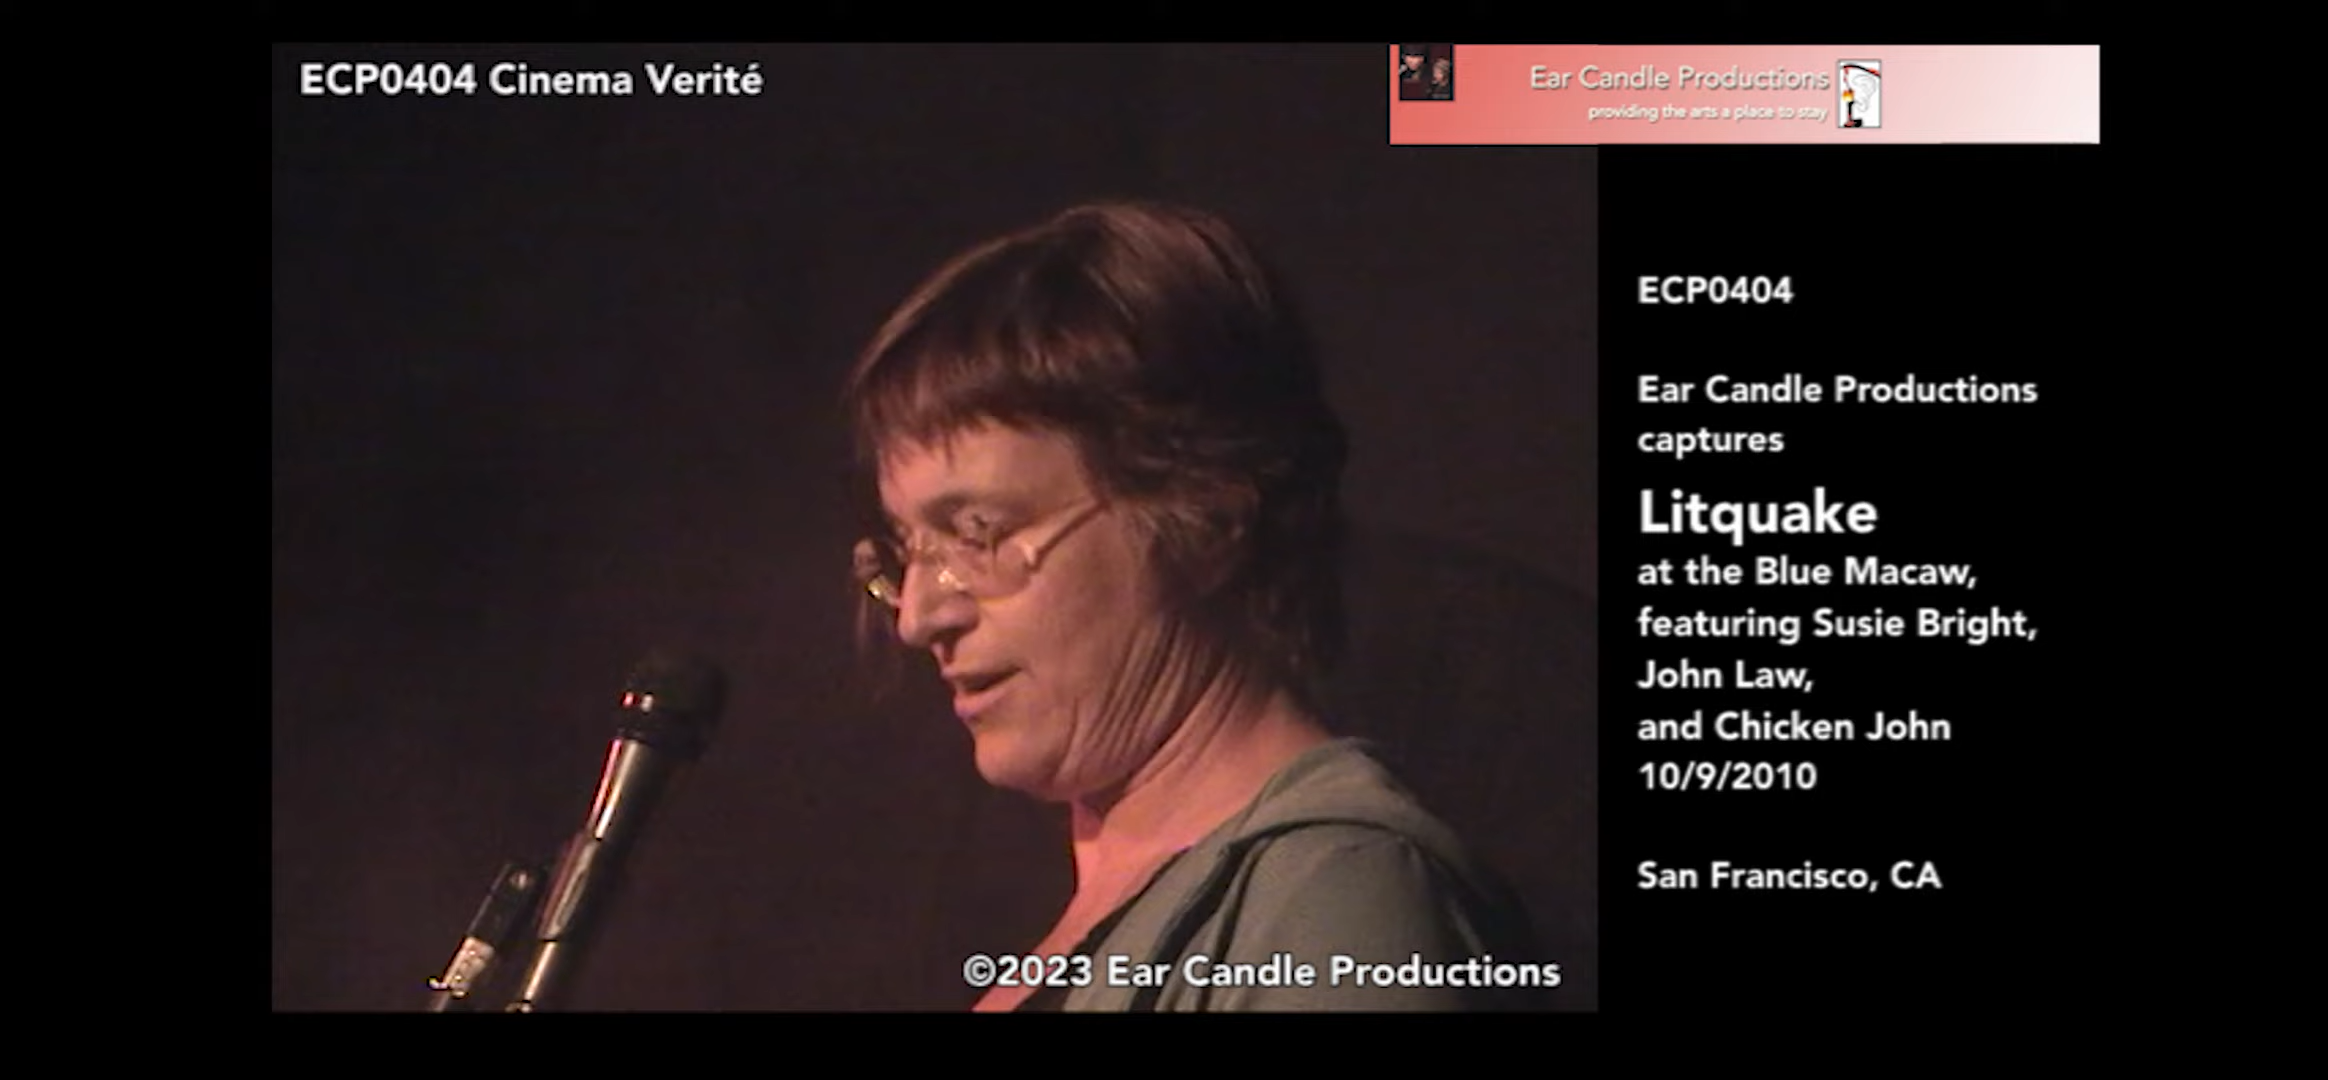 ECP0404 Cinema Verité
Ear Candle Productions
providing the arts a place to stay
ECP0404
Ear Candle Productions
captures
Litquake
at the Blue Macaw,
featuring Susie Bright,
John Law,
and Chicken John
10/9/2010
San Francisco, CA
©2023 Ear Candle Productions